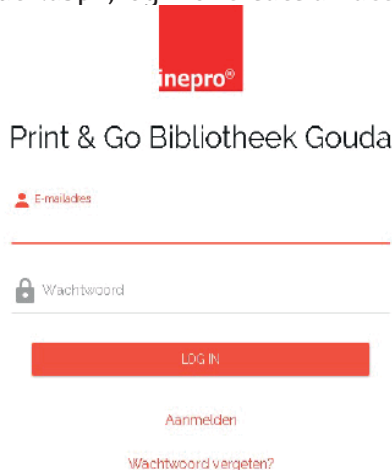 inepro®
Print & Go Bibliotheek Gouda
E-mailadres
Wachtwoord
LOG IN
Aanmelden
Wachtwoord vergeten?